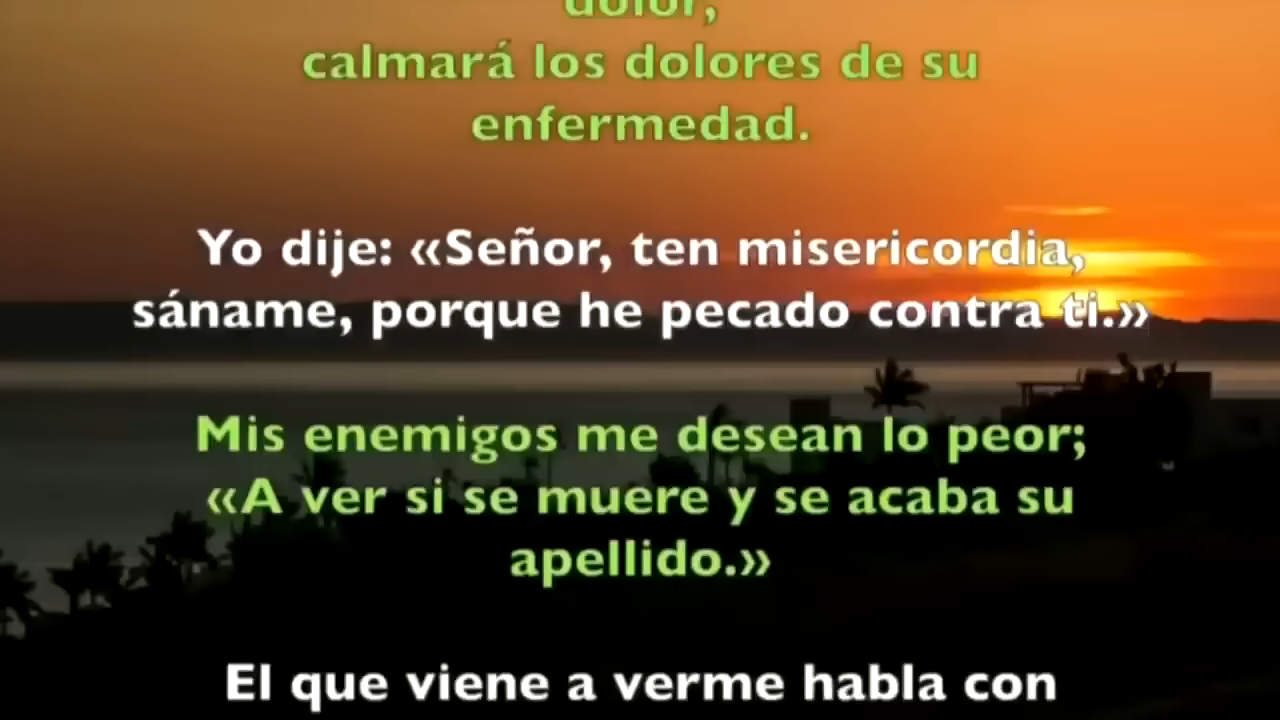 dolor,
calmará los dolores de su
enfermedad.
Yo dije: «Señor, ten misericordia,
sáname, porque he pecado contra ti.»
Mis enemigos me desean lo peor;
«A ver si se muere y se acaba su
apellido.»
El que viene a verme habla con